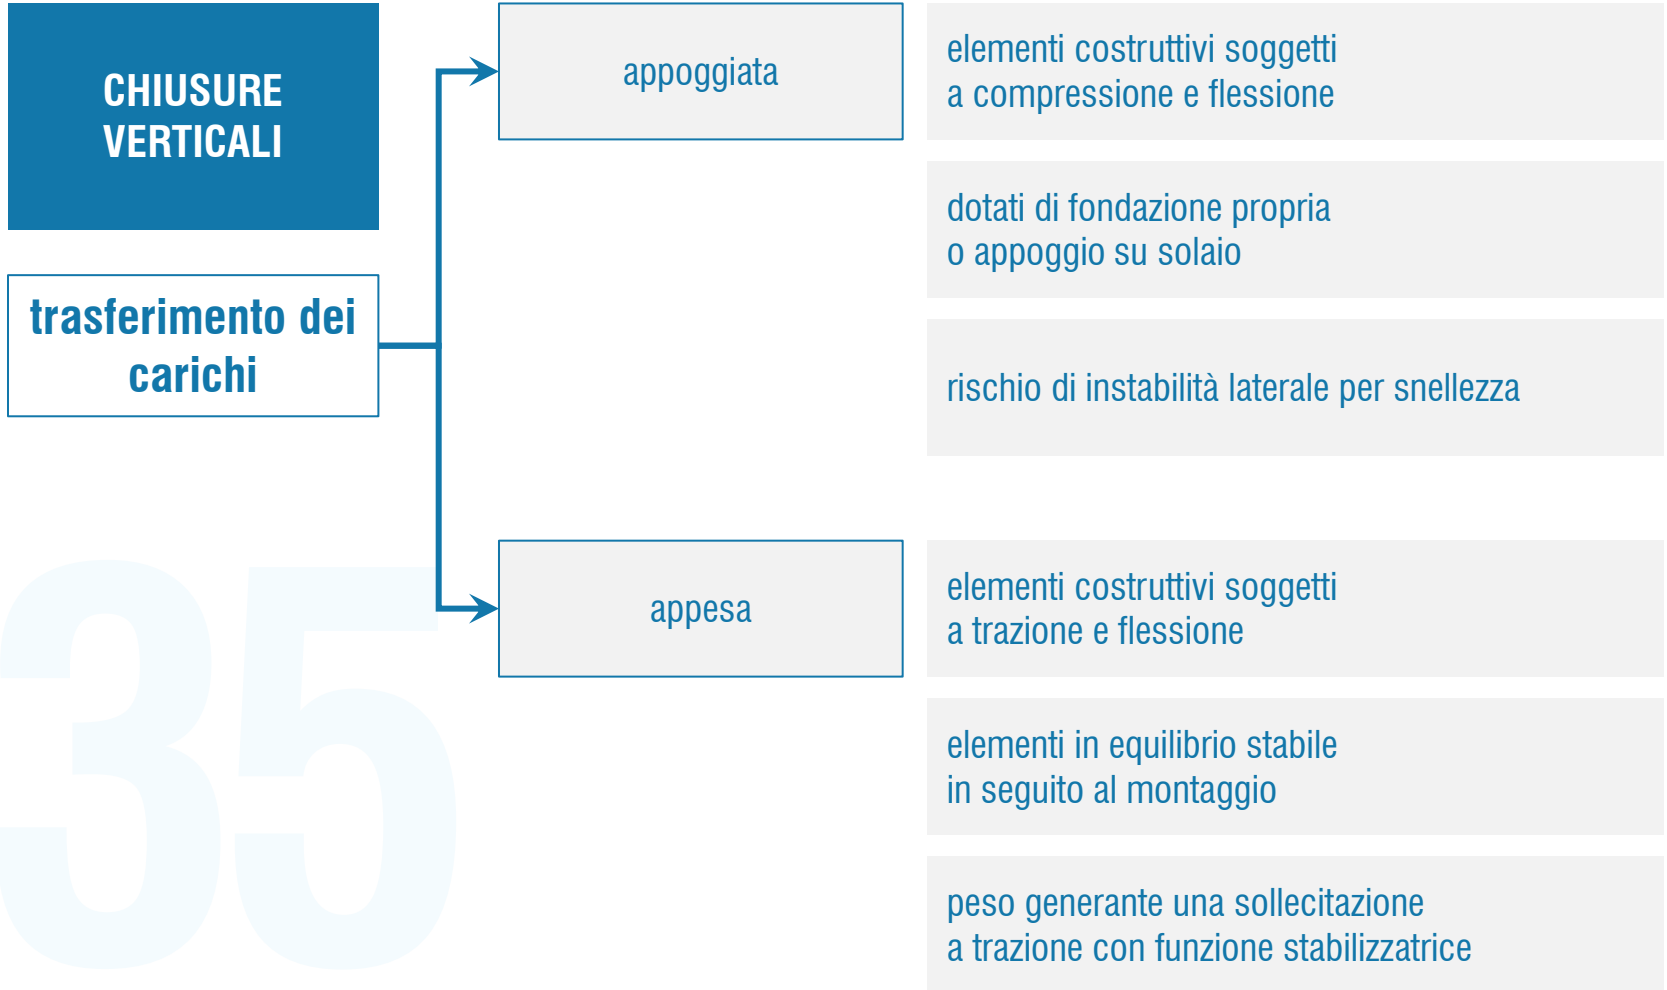 CHIUSURE
VERTICALI
trasferimento dei
carichi
appoggiata
elementi costruttivi soggetti
a compressione e flessione
dotati di fondazione propria
o appoggio su solaio
rischio di instabilità laterale per snellezza
appesa
elementi costruttivi soggetti
a trazione e flessione
elementi in equilibrio stabile
in seguito al montaggio
peso generante una sollecitazione
a trazione con funzione stabilizzatrice
35